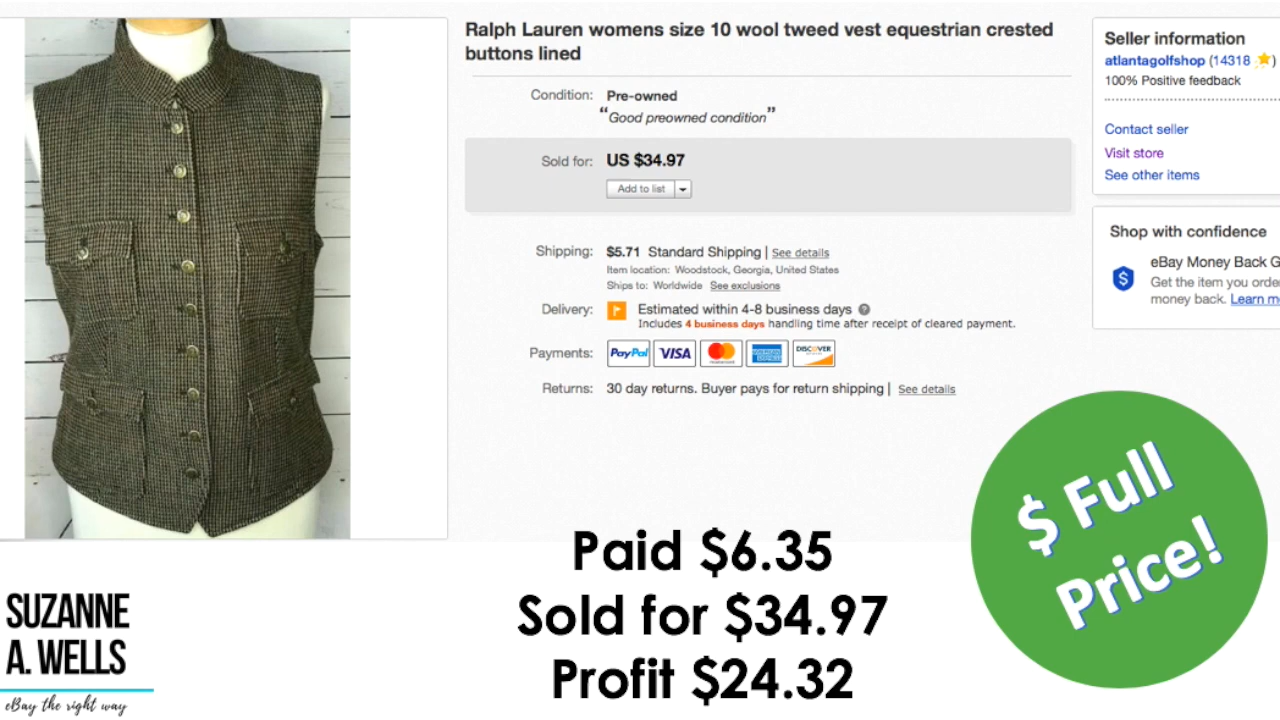 Ralph Lauren womens size 10 wool tweed vest equestrian crested
buttons lined
Condition: Pre-owned
“Good preowned condition”
Sold for: US $34.97
Add to list
Shipping: $5.71 Standard Shipping | See details
Item location: Woodstock, Georgia, United States
Ships to: Worldwide See exclusions
Delivery: Estimated within 4-8 business days ?
Includes 4 business days handling time after receipt of cleared payment.
Payments: PayPal VISA mastercard AMERICAN EXPRESS DISCOVER
Returns: 30 day returns. Buyer pays for return shipping | See details
Seller information
atlantagolfshop (14318 )
100% Positive feedback
Contact seller
Visit store
See other items
Shop with confidence
$
eBay Money Back G
Get the item you orde
money back. Learn m
$ Full
Price!
Paid $6.35
Sold for $34.97
Profit $24.32
SUZANNE
A. WELLS
eBay the right way